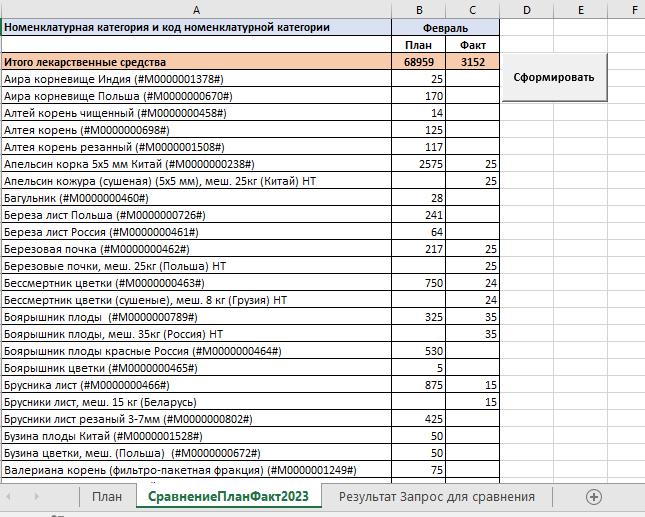 A B C D E F
Номенклатурная категория и код номенклатурной категории Февраль
План Факт
Итого лекарственные средства 68959 3152
Сформировать
Аира корневище Индия (#M0000001378#) 25
Аира корневище Польша (#M0000000670#) 170
Алтей корень чищенный (#M0000000458#) 14
Алтея корень (#M0000000698#) 125
Алтея корень резанный (#M0000001508#) 117
Апельсин корка 5х5 мм Китай (#M0000000238#) 2575 25
Апельсин кожура (сушеная) (5х5 мм), меш. 25кг (Китай) НТ 25
Багульник (#M0000000460#) 28
Береза лист Польша (#M0000000726#) 241
Береза лист Россия (#M0000000461#) 64
Березовая почка (#M0000000462#) 217 25
Березовые почки, меш. 25кг (Польша) НТ 25
Бессмертник цветки (#M0000000463#) 750 24
Бессмертник цветки (сушеные), меш. 8 кг (Грузия) НТ 24
Боярышник плоды (#M0000000789#) 325 35
Боярышник плоды, меш. 35кг (Россия) НТ 35
Боярышник плоды красные Россия (#M0000000464#) 530
Боярышник цветки (#M0000000465#) 5
Брусника лист (#M0000000466#) 875 15
Брусники лист, меш. 15 кг (Беларусь) 15
Брусники лист резаный 3-7мм (#M0000000802#) 425
Бузина плоды Китай (#M0000001528#) 50
Бузина цветки, меш. (Польша) (#M0000000672#) 50
Валериана корень (фильтро-пакетная фракция) (#M0000001249#) 75
План СравнениеПланФакт2023 Результат Запрос для сравнения